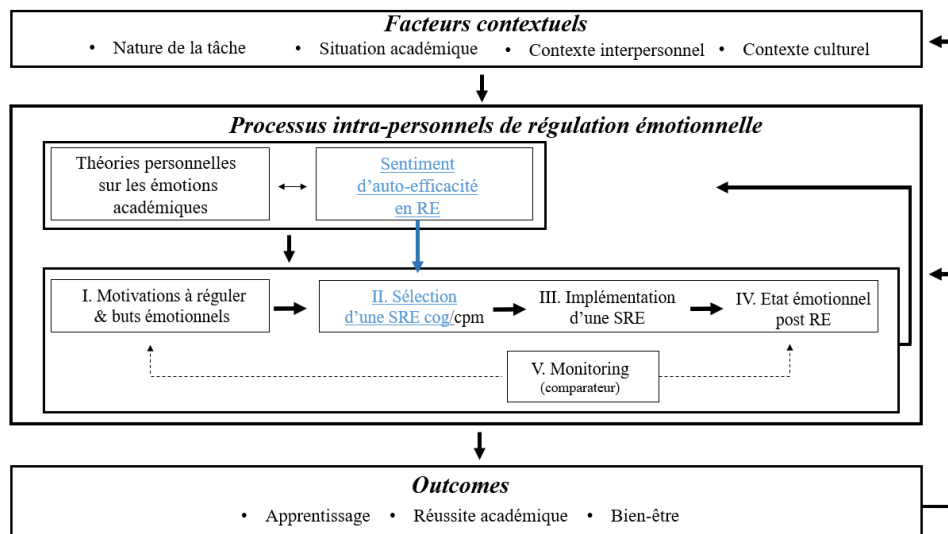 Facteurs contextuels
• Nature de la tâche • Situation académique • Contexte interpersonnel • Contexte culturel
Processus intra-personnels de régulation émotionnelle
Théories personnelles
sur les émotions
académiques
Sentiment
d'auto-efficacité
en RE
I. Motivations à réguler
& buts émotionnels
II. Sélection
d'une SRE cog/cpm
III. Implémentation
d'une SRE
IV. Etat émotionnel
post RE
V. Monitoring
(comparateur)
Outcomes
• Apprentissage • Réussite académique • Bien-être